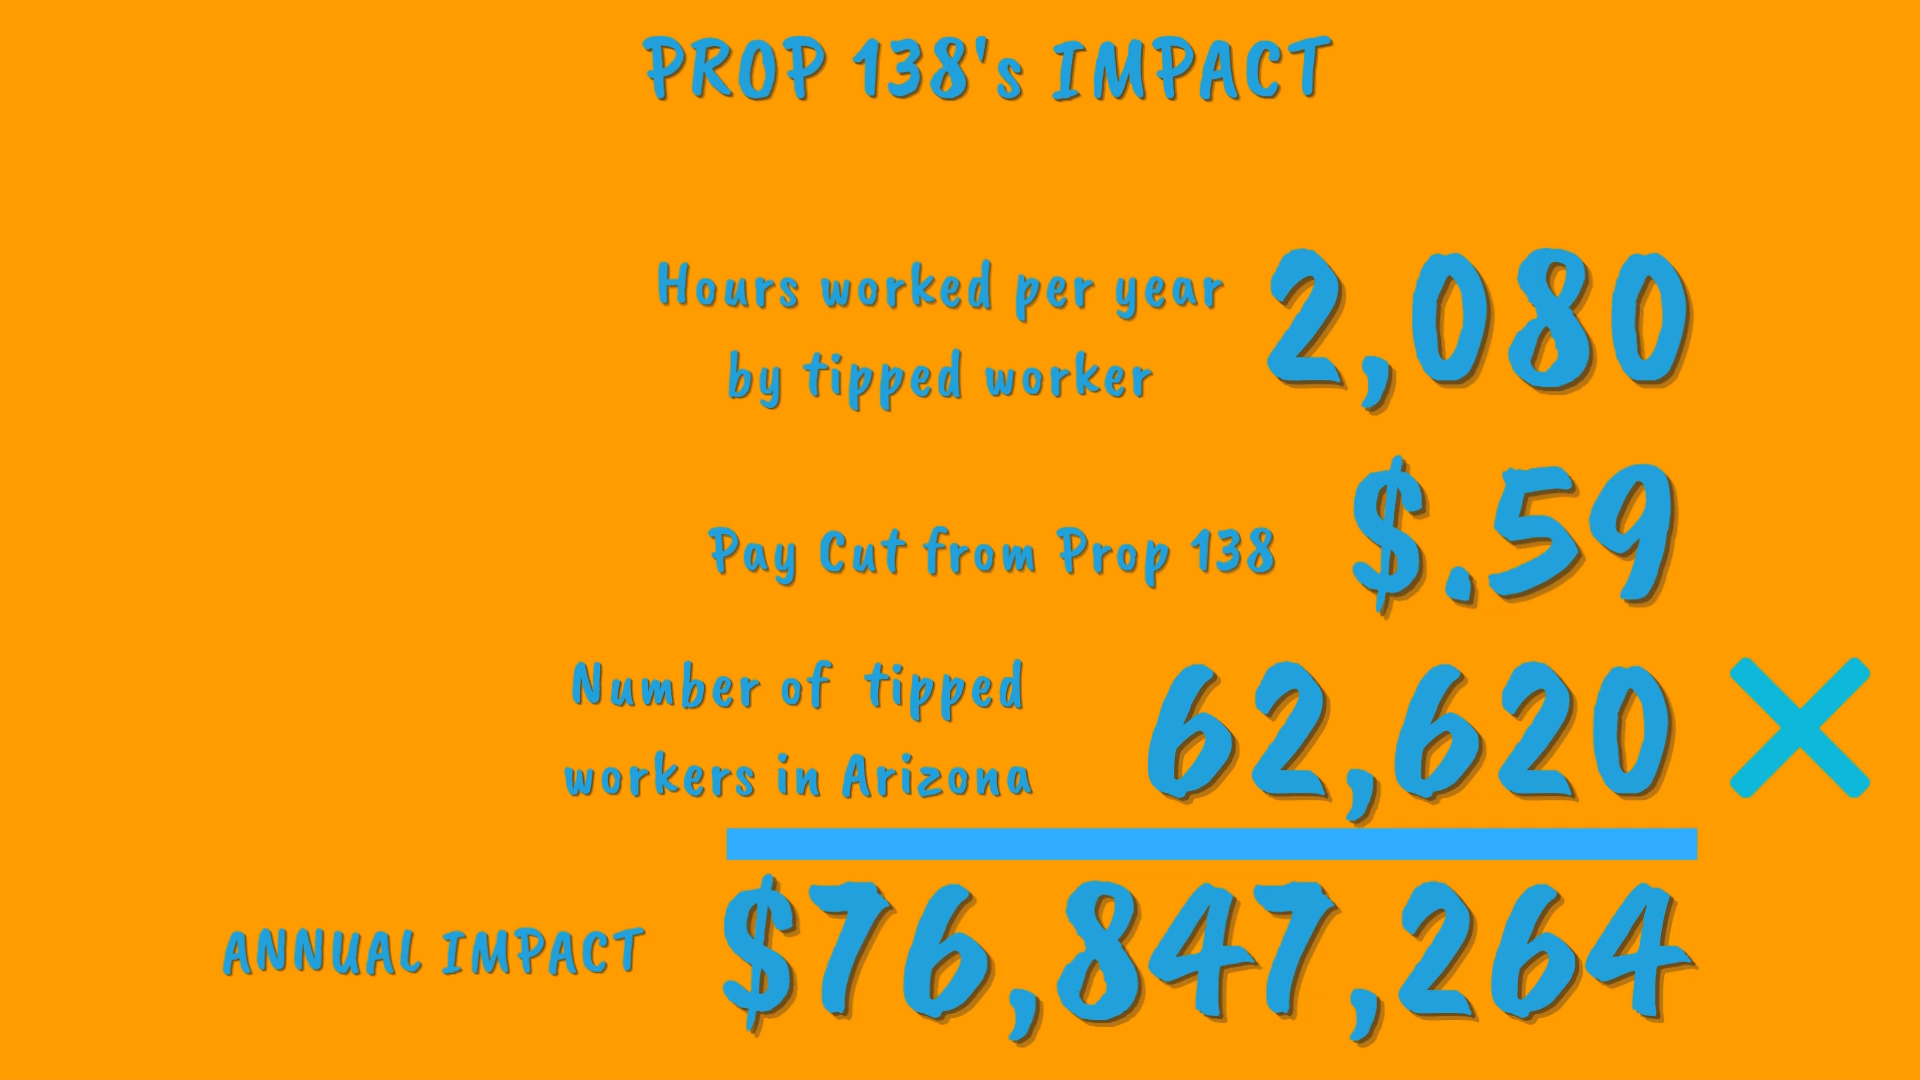 PROP 138's IMPACT
Hours worked per year
by tipped worker
2,080
Pay Cut from Prop 138
$.59
Number of tipped
workers in Arizona
62,620
ANNUAL IMPACT
$76,847,264